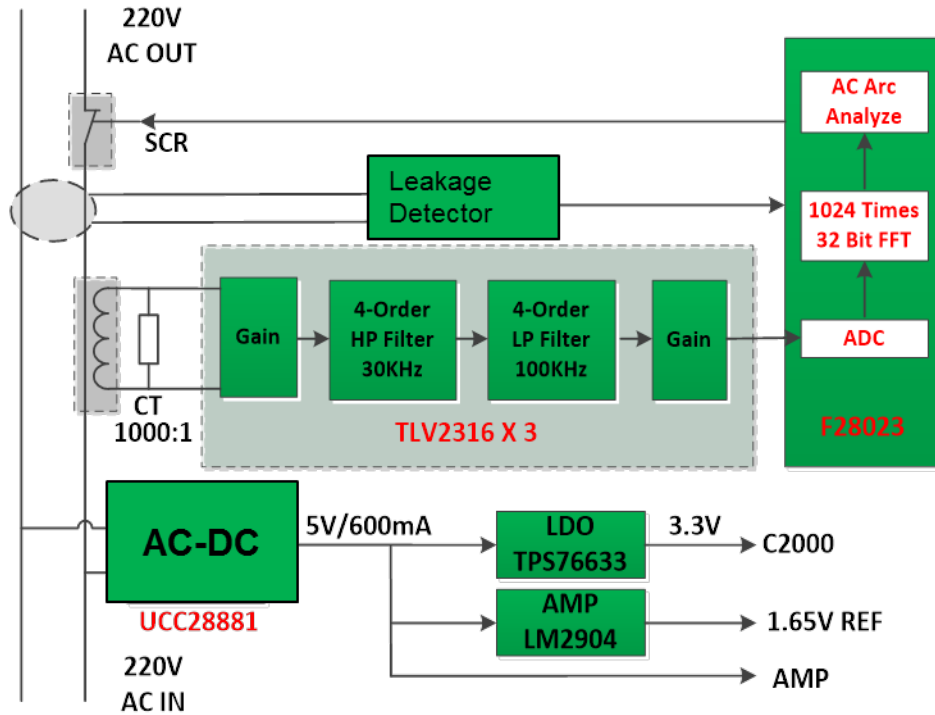 220V
AC OUT
SCR
Leakage
Detector
AC Arc
Analyze
1024 Times
32 Bit FFT
ADC
F28023
Gain
4-Order
HP Filter
30KHz
4-Order
LP Filter
100KHz
Gain
TLV2316 X 3
CT
1000:1
AC-DC
UCC28881
5V/600mA
LDO
TPS76633
3.3V
C2000
AMP
LM2904
1.65V REF
AMP
220V
AC IN